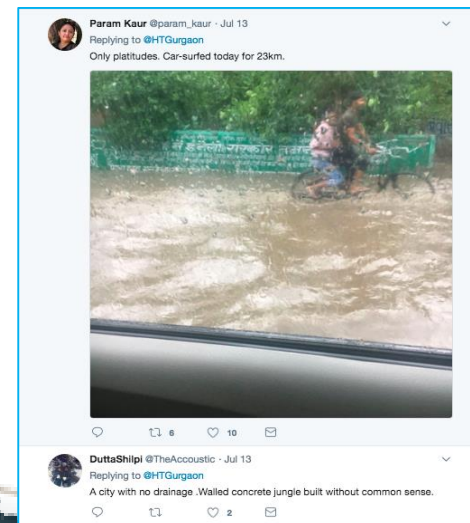 Param Kaur @param_kaur · Jul 13
Replying to @HTGurgaon
Only platitudes. Car-surfed today for 23km.
6 10
DuttaShilpi @TheAccoustic · Jul 13
Replying to @HTGurgaon
A city with no drainage .Walled concrete jungle built without common sense.
2